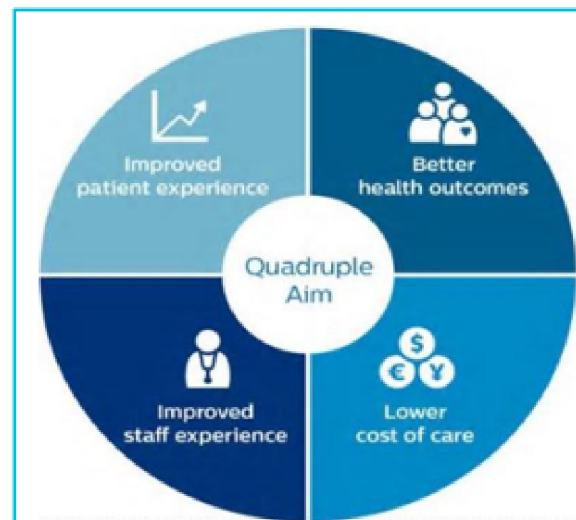 Improved
patient experience
Better
health outcomes
Quadruple
Aim
Improved
staff experience
$
€ ¥
Lower
cost of care